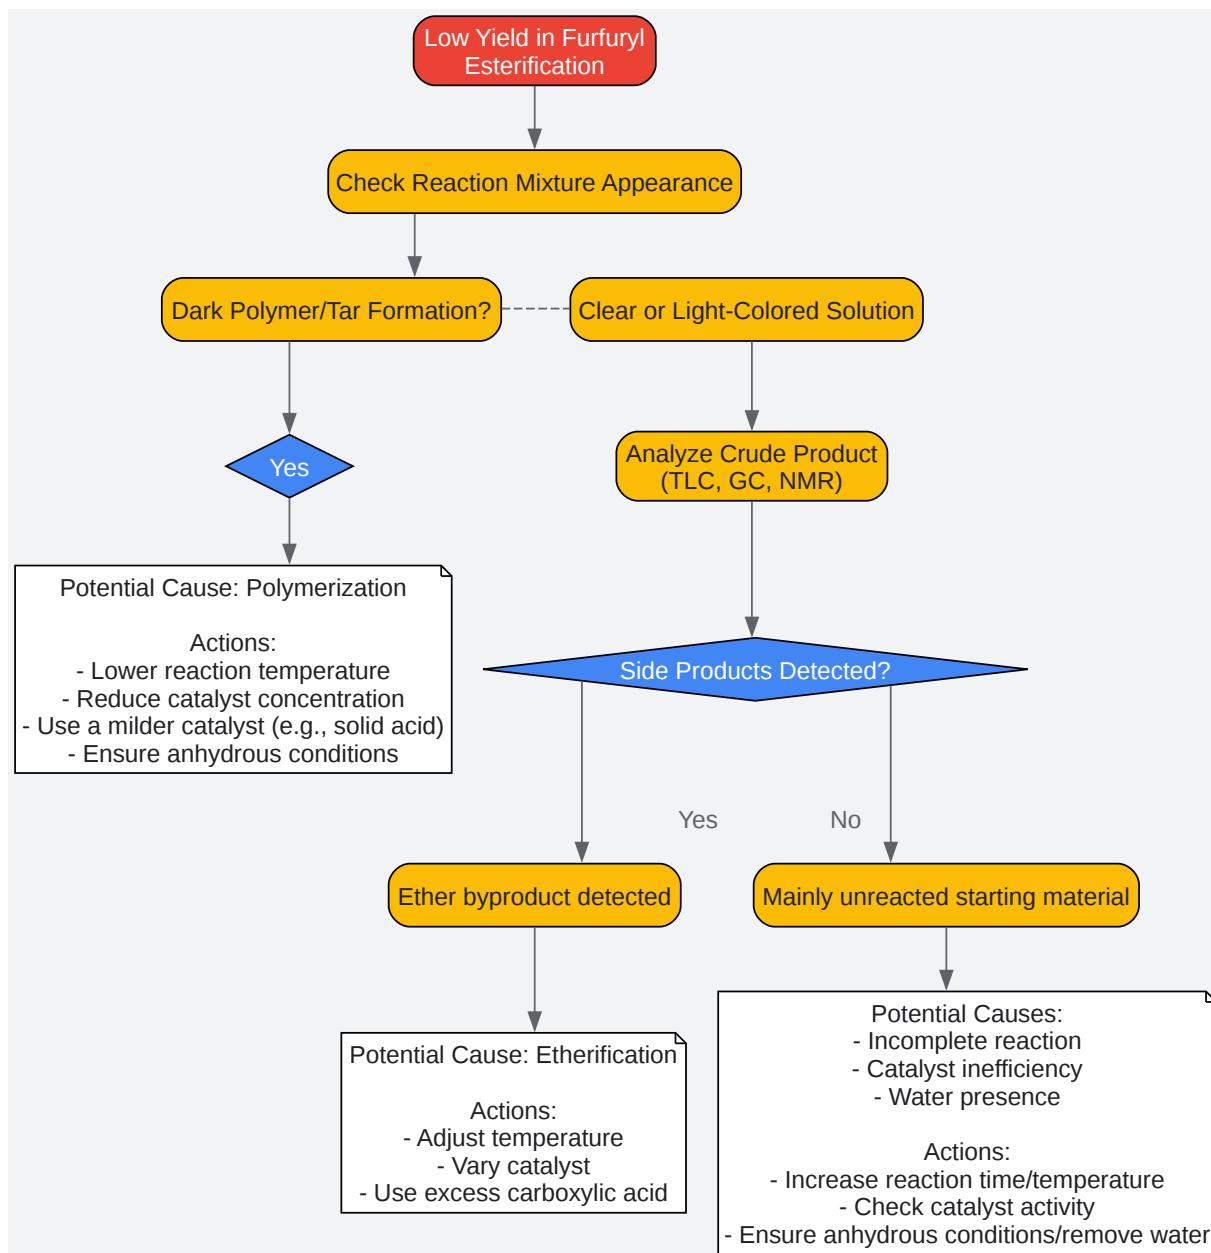 Low Yield in Furfuryl
Esterification
Check Reaction Mixture Appearance
Dark Polymer/Tar Formation?
Clear or Light-Colored Solution
Yes
Analyze Crude Product
(TLC, GC, NMR)
Potential Cause: Polymerization
Actions:
- Lower reaction temperature
- Reduce catalyst concentration
- Use a milder catalyst (e.g., solid acid)
- Ensure anhydrous conditions
Side Products Detected?
Yes
No
Ether byproduct detected
Mainly unreacted starting material
Potential Cause: Etherification
Actions:
- Adjust temperature
- Vary catalyst
- Use excess carboxylic acid
Potential Causes:
- Incomplete reaction
- Catalyst inefficiency
- Water presence
Actions:
- Increase reaction time/temperature
- Check catalyst activity
- Ensure anhydrous conditions/remove water